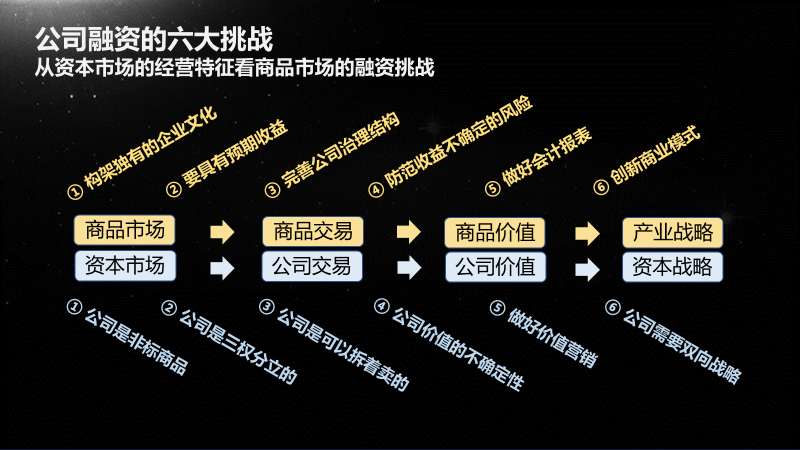 公司融资的六大挑战
从资本市场的经营特征看商品市场的融资挑战
① 构架独有的企业文化
② 要具有预期收益
③ 完善公司治理结构
④ 防范收益不确定的风险
⑤ 做好会计报表
⑥ 创新商业模式
商品市场
商品交易
商品价值
产业战略
资本市场
公司交易
公司价值
资本战略
① 公司是非标商品
② 公司是三权分立的
③ 公司是可以拆着卖的
④ 公司价值的不确定性
⑤ 做好价值营销
⑥ 公司需要双向战略